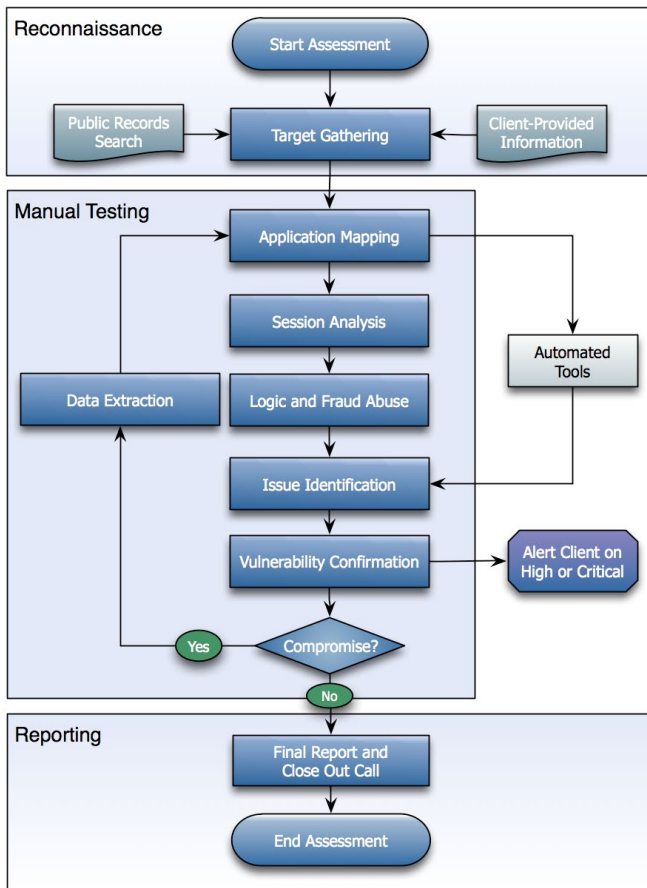 Reconnaissance
Start Assessment
Public Records
Search
Target Gathering
Client-Provided
Information
Manual Testing
Application Mapping
Session Analysis
Automated
Tools
Data Extraction
Logic and Fraud Abuse
Issue Identification
Vulnerability Confirmation
Alert Client on
High or Critical
Yes
Compromise?
No
Reporting
Final Report and
Close Out Call
End Assessment